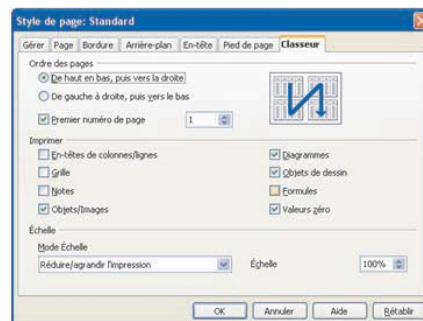 Style de page: Standard
Gérer Page Bordure Arrière-plan En-tête Pied de page Classeur
Ordre des pages
De haut en bas, puis vers la droite
De gauche à droite, puis vers le bas
Premier numéro de page 1
Imprimer
En-têtes de colonnes/lignes
Grille
Notes
Objets/Images
Diagrammes
Objets de dessin
Formules
Valeurs zéro
Échelle
Mode Échelle
Réduire/agrandir l'impression Échelle 100%
OK Annuler Aide Rétablir